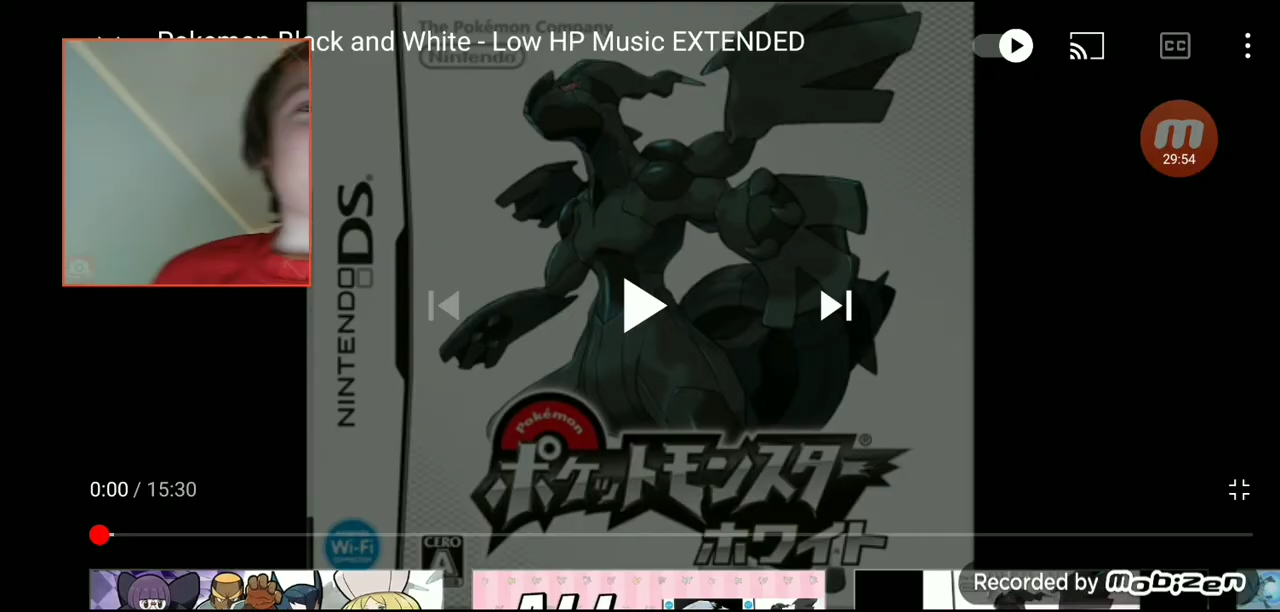 The Pokémon Company
Pokemon Black and White - Low HP Music EXTENDED
Nintendo
CC
29:54
NINTENDO DS
Pokémon
ポケットモンスター
ホワイト
0:00 / 15:30
Wi-Fi
CERO
A
ALL
Recorded by mobizen